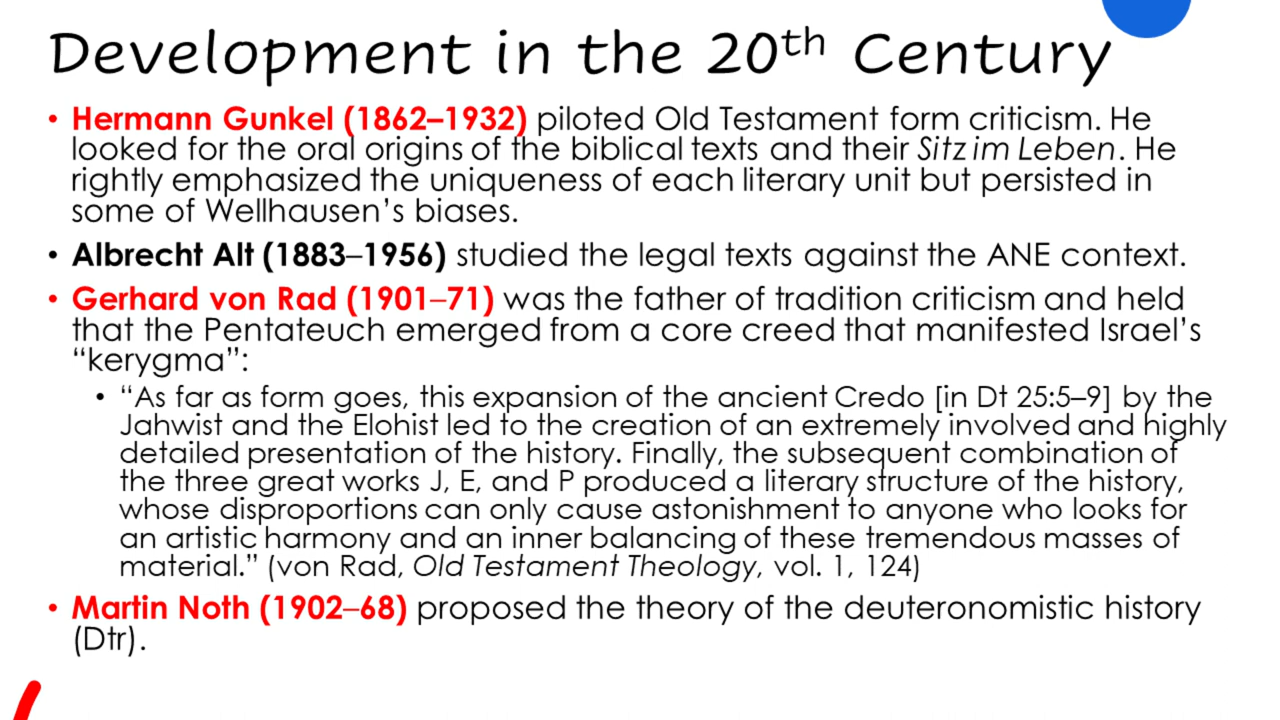 Development in the 20th Century
• Hermann Gunkel (1862–1932) piloted Old Testament form criticism. He
looked for the oral origins of the biblical texts and their Sitz im Leben. He
rightly emphasized the uniqueness of each literary unit but persisted in
some of Wellhausen’s biases.
• Albrecht Alt (1883–1956) studied the legal texts against the ANE context.
• Gerhard von Rad (1901–71) was the father of tradition criticism and held
that the Pentateuch emerged from a core creed that manifested Israel’s
“kerygma”:
• “As far as form goes, this expansion of the ancient Credo [in Dt 25:5–9] by the
Jahwist and the Elohist led to the creation of an extremely involved and highly
detailed presentation of the history. Finally, the subsequent combination of
the three great works J, E, and P produced a literary structure of the history,
whose disproportions can only cause astonishment to anyone who looks for
an artistic harmony and an inner balancing of these tremendous masses of
material.” (von Rad, Old Testament Theology, vol. 1, 124)
• Martin Noth (1902–68) proposed the theory of the deuteronomistic history
(Dtr).